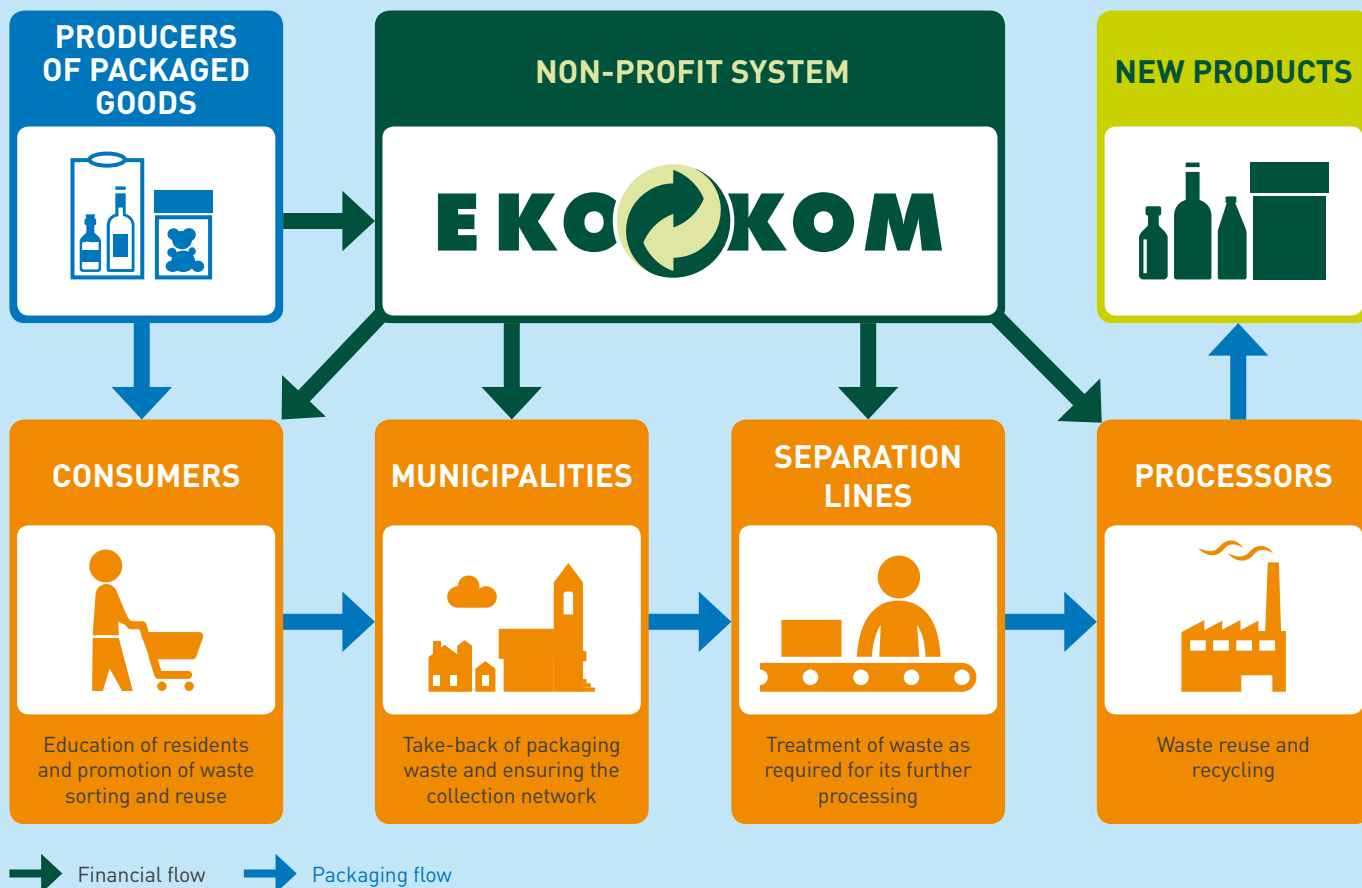 PRODUCERS
OF PACKAGED
GOODS
NON-PROFIT SYSTEM
EKO KOM
NEW PRODUCTS
CONSUMERS
Education of residents
and promotion of waste
sorting and reuse
MUNICIPALITIES
Take-back of packaging
waste and ensuring the
collection network
SEPARATION
LINES
Treatment of waste as
required for its further
processing
PROCESSORS
Waste reuse and
recycling
Financial flow
Packaging flow